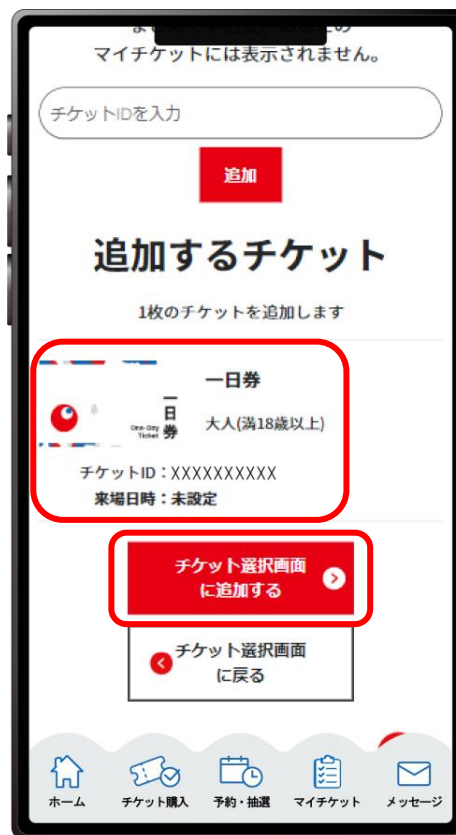 マイチケットには表示されません。
チケットIDを入力
追加
追加するチケット
1枚のチケットを追加します
一日券
One-Day
Ticket
一日券
大人(満18歳以上)
チケットID:XXXXXXXXXX
来場日時:未設定
チケット選択画面
に追加する
チケット選択画面
に戻る
ホーム
チケット購入
予約・抽選
マイチケット
メッセージ